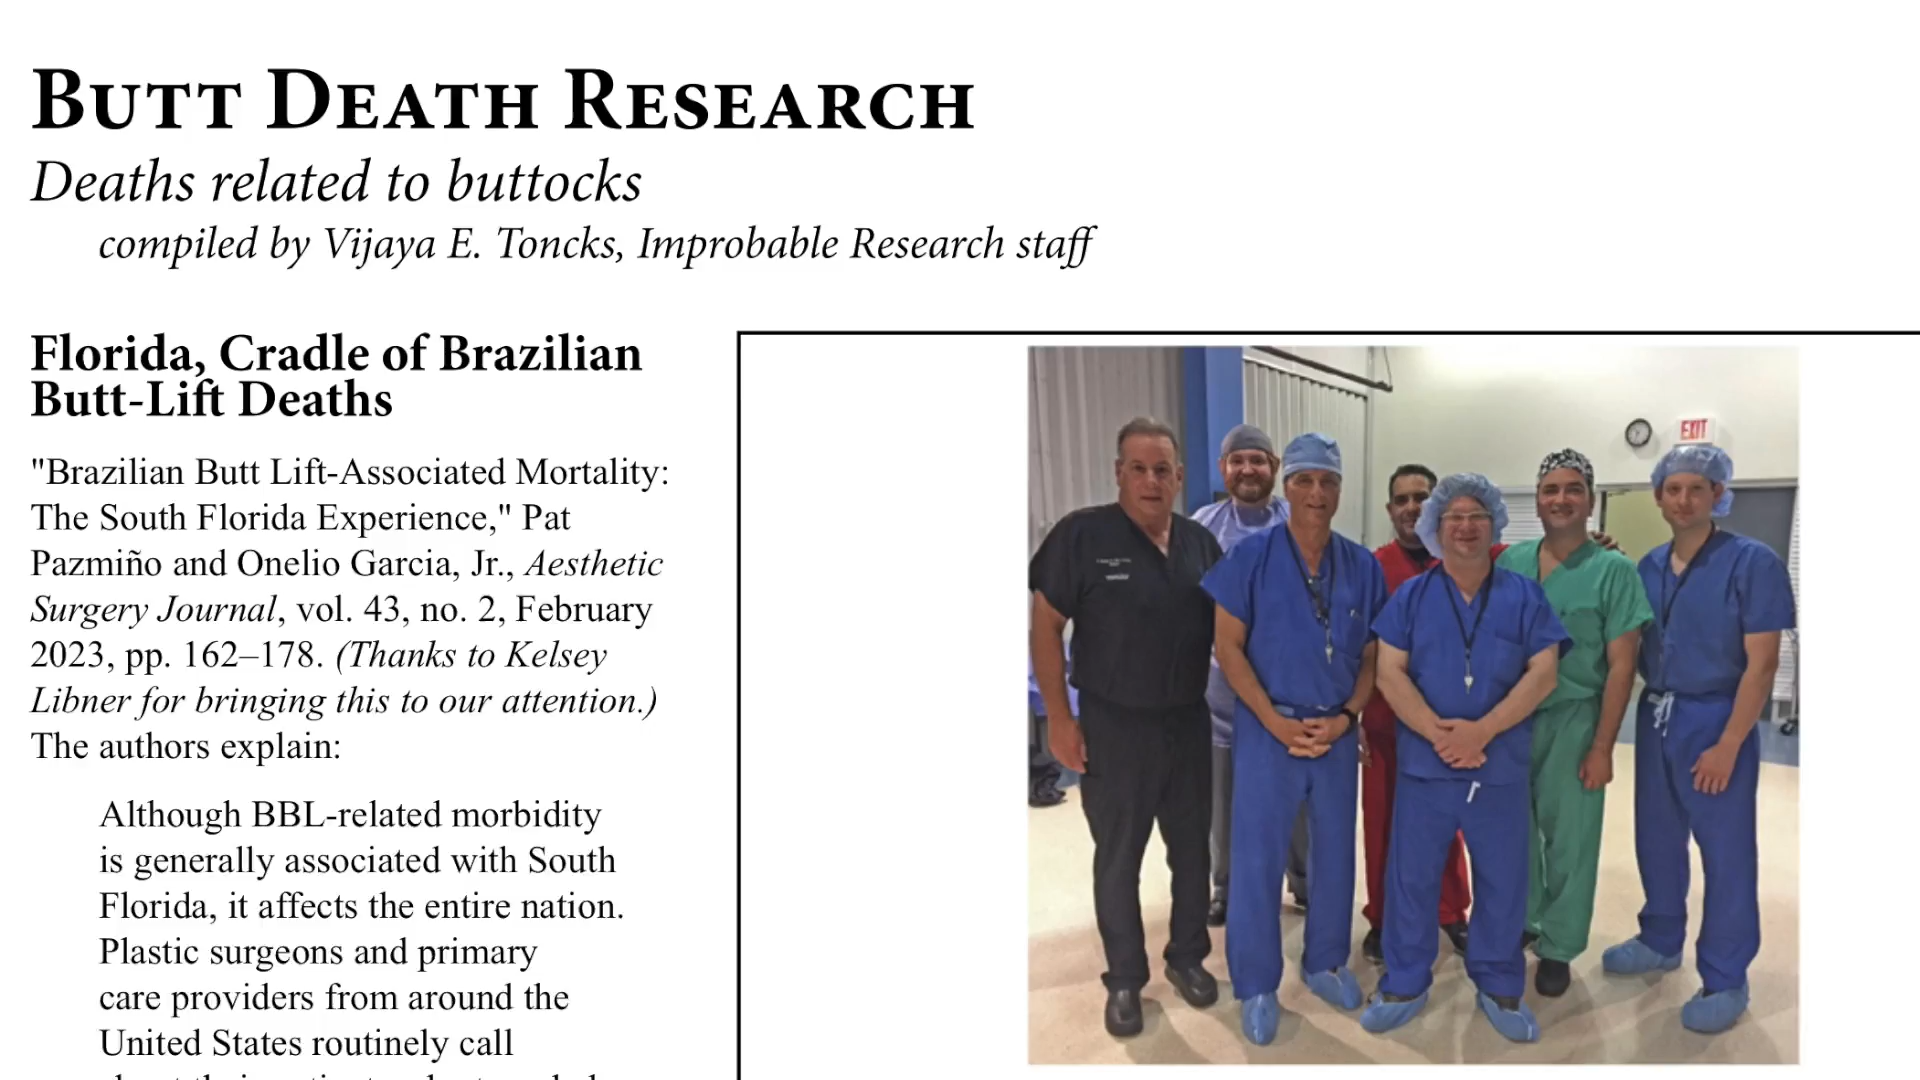 BUTT DEATH RESEARCH
Deaths related to buttocks
compiled by Vijaya E. Toncks, Improbable Research staff
Florida, Cradle of Brazilian
Butt-Lift Deaths
"Brazilian Butt Lift-Associated Mortality:
The South Florida Experience," Pat
Pazmiño and Onelio Garcia, Jr., Aesthetic
Surgery Journal, vol. 43, no. 2, February
2023, pp. 162–178. (Thanks to Kelsey
Libner for bringing this to our attention.)
The authors explain:
Although BBL-related morbidity
is generally associated with South
Florida, it affects the entire nation.
Plastic surgeons and primary
care providers from around the
United States routinely call
EXIT